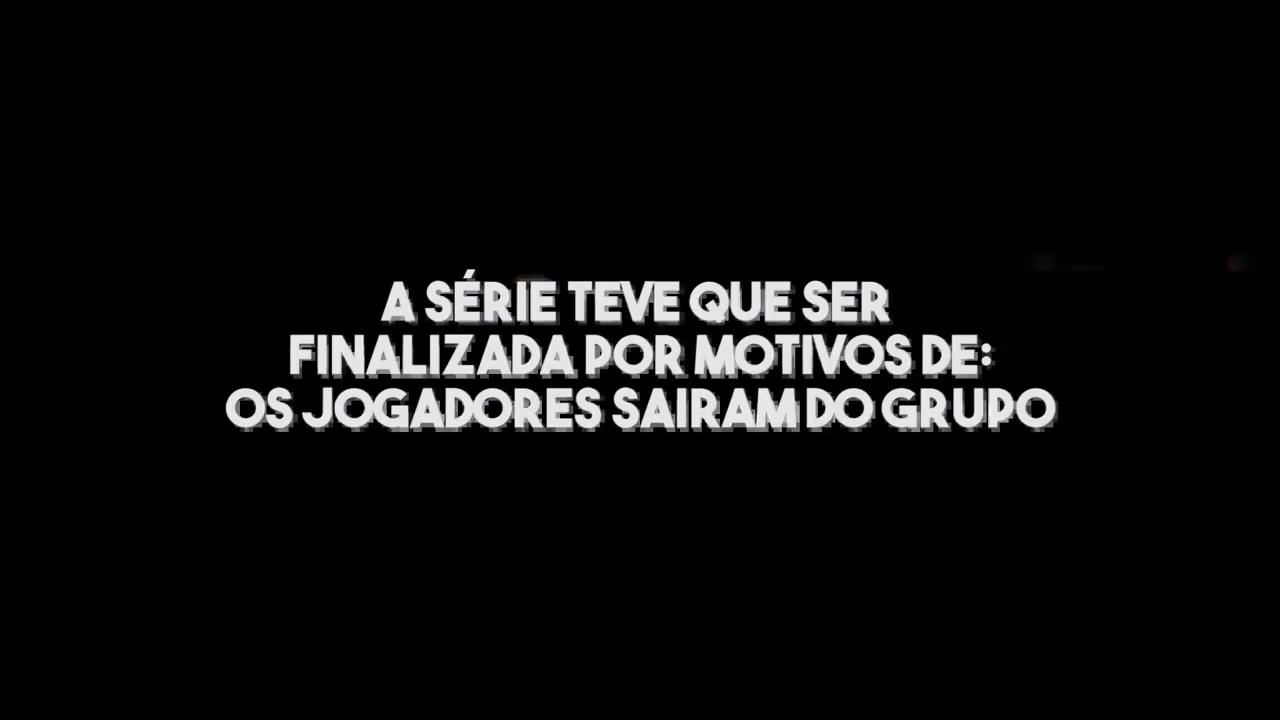 A SÉRIE TEVE QUE SER
FINALIZADA POR MOTIVOS DE:
OS JOGADORES SAIRAM DO GRUPO